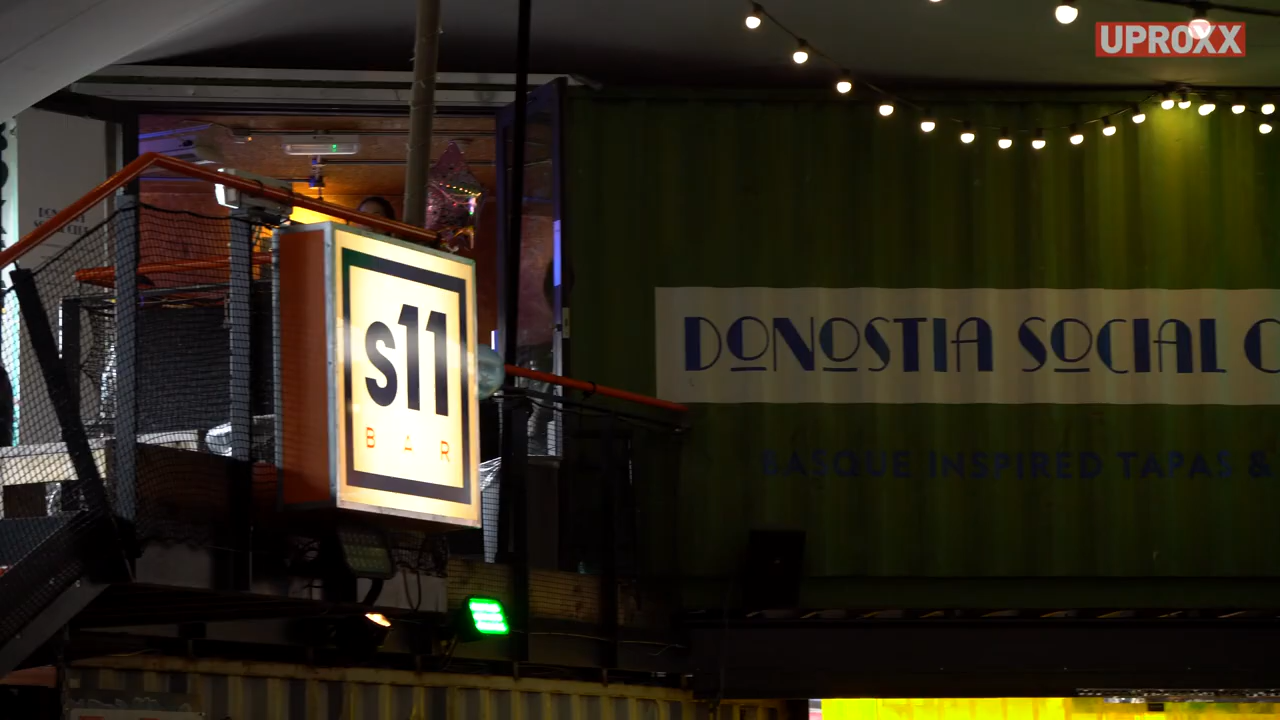 UPROXX
DONOSTIA SOCIAL C
s11
BAR
BASQUE INSPIRED TAPAS &